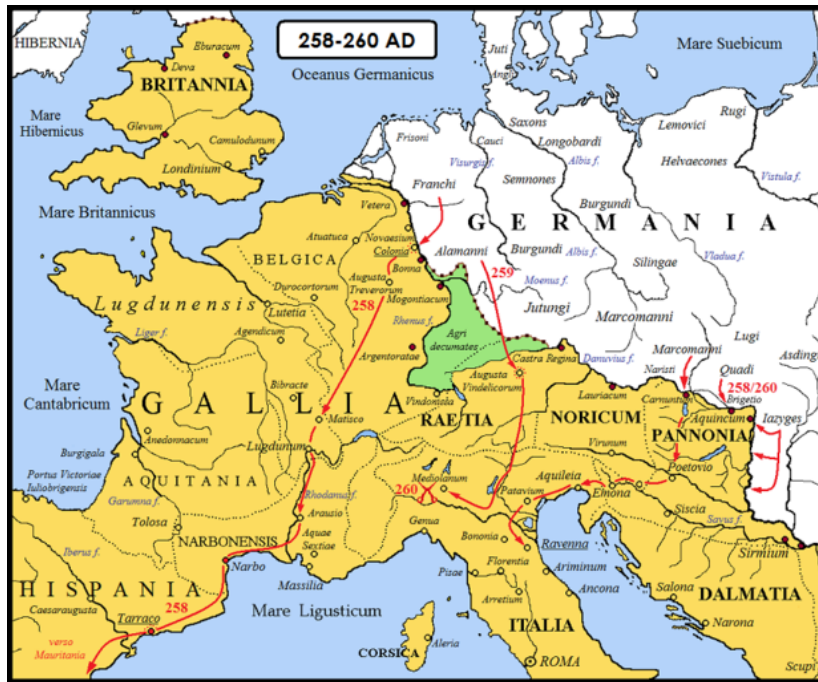 258-260 AD
HIBERNIA
Eburacum
Deva
BRITANNIA
Oceanus Germanicus
Juti
Angli
Mare Suebicum
Mare
Hibernicus
Glevum
Camulodunum
Londinium
Saxons
Lemovici
Rugi
Frisoni
Cauci
Longobardi
Helvaecones
Visurgis f.
Albis f.
Vistula f.
Semnones
Mare Britannicus
Vetera
Franchi
GERMANIA
Burgundi
Atuatuca
Novaesium
Colonia
Alamanni
Burgundi
Albis f.
Viadua f.
BELGICA
Bonna
259
Silingae
Augusta
Treverorum
Moenus f.
Durocortorum
Mogontiacum
Jutungi
Lugdunensis
Lutetia
258
Rhenus f.
Marcomanni
Liger f.
Agendicum
Agri
decumates
Lugi
Argentoratae
Castra Regina
Danuvius f.
Marcomanni
Asdingi
Naristi
Quadi
Mare
Cantabricum
Bibracte
Augusta
Vindelicorum
Lauriacum
Carnuntum
258/260
Brigetio
Vindonissa
GALLIA
Matisco
RAETIA
NORICUM
Aquincum
Iazyges
PANNONIA
Anedonnacum
Lugdunum
Virunum
Burgigala
Poetovio
Portus Victoriae
Iuliobrigensis
AQUITANIA
Mediolanum
Aquileia
Garumna f.
Rhodanus f.
260
Patavium
Emona
Arausio
Siscia
Savus f.
Tolosa
Genua
Iberus f.
NARBONENSIS
Aquae
Sextiae
Bononia
Ravenna
Sirmium
Narbo
Florentia
HISPANIA
Massilia
Pisae
Ariminum
Salona
DALMATIA
Caesaraugusta
258
Ancona
Tarraco
Mare Ligusticum
Arretium
Narona
verso
Mauritania
ITALIA
Aleria
CORSICA
ROMA
Scupi